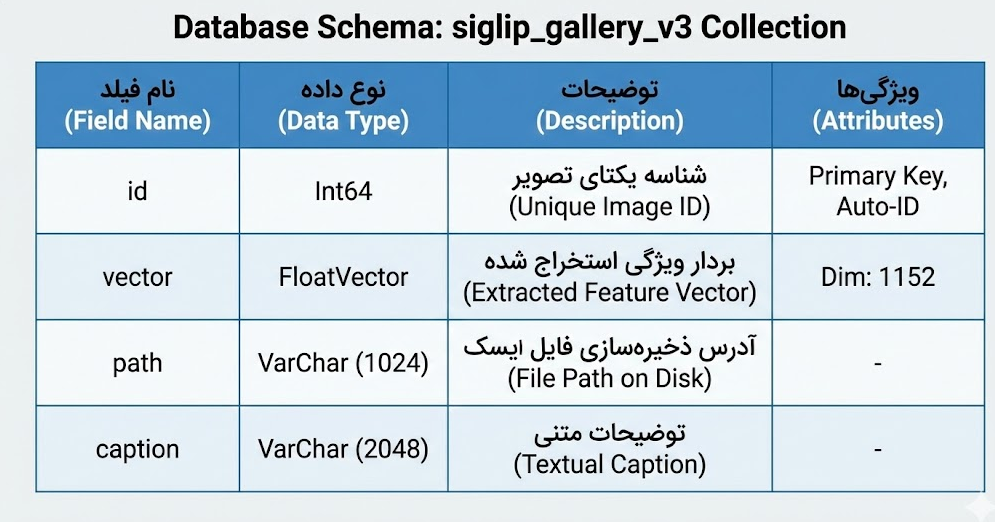 Database Schema: siglip_gallery_v3 Collection
نام فیلد
(Field Name)
نوع داده
(Data Type)
توضیحات
(Description)
ویژگی‌ها
(Attributes)
id
Int64
شناسه یکتای تصویر
(Unique Image ID)
Primary Key,
Auto-ID
vector
FloatVector
بردار ویژگی استخراج شده
(Extracted Feature Vector)
Dim: 1152
path
VarChar (1024)
آدرس ذخیره‌سازی فایل ایسک
(File Path on Disk)
-
caption
VarChar (2048)
توضیحات متنی
(Textual Caption)
-